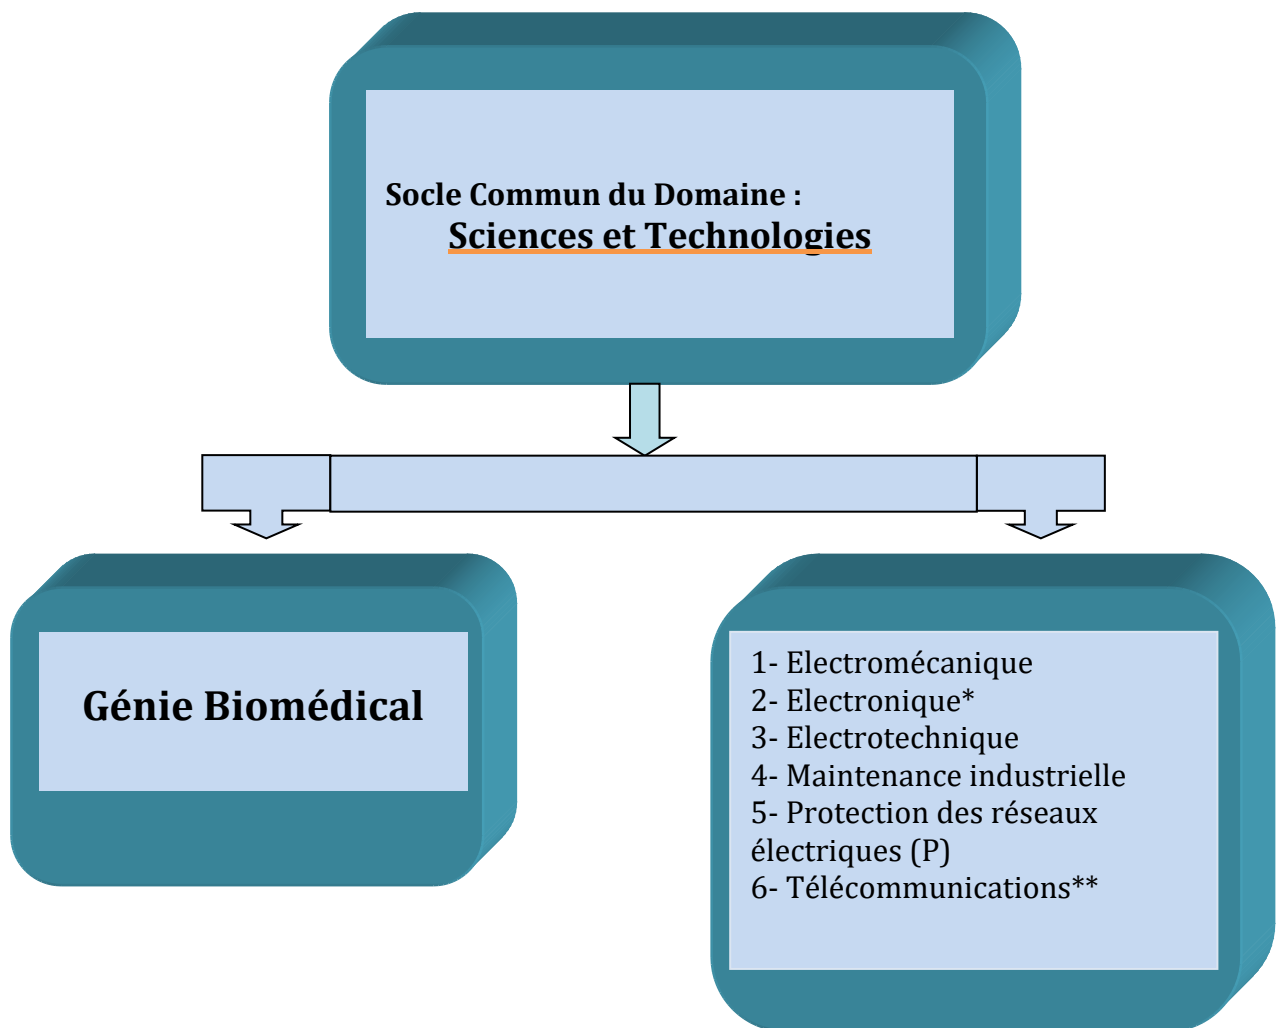 Socle Commun du Domaine :
Sciences et Technologies
Génie Biomédical
1- Electromécanique
2- Electronique*
3- Electrotechnique
4- Maintenance industrielle
5- Protection des réseaux
électriques (P)
6- Télécommunications**